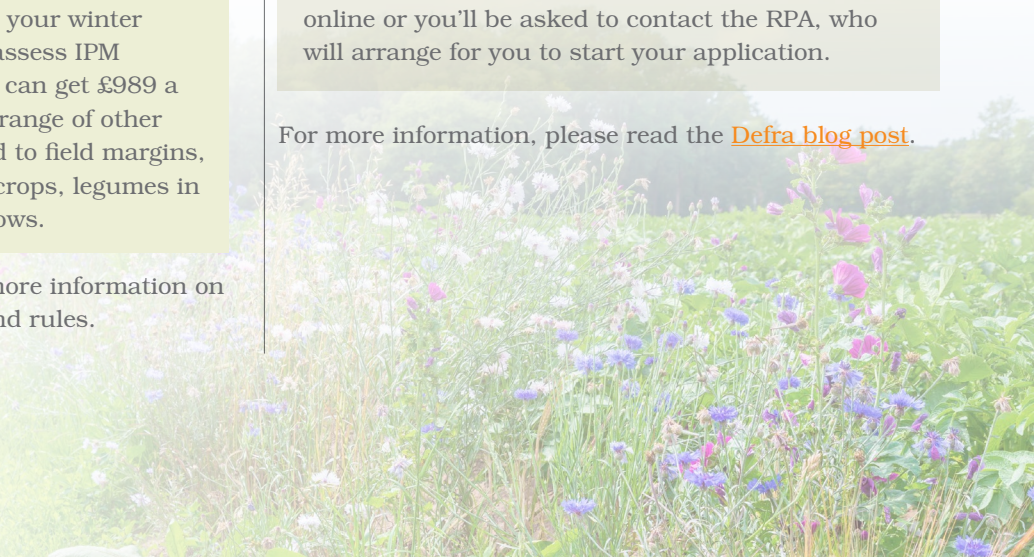 your winter
assess IPM
can get £989 a
range of other
d to field margins,
crops, legumes in
ows.
more information on
nd rules.
online or you’ll be asked to contact the RPA, who
will arrange for you to start your application.
For more information, please read the Defra blog post.